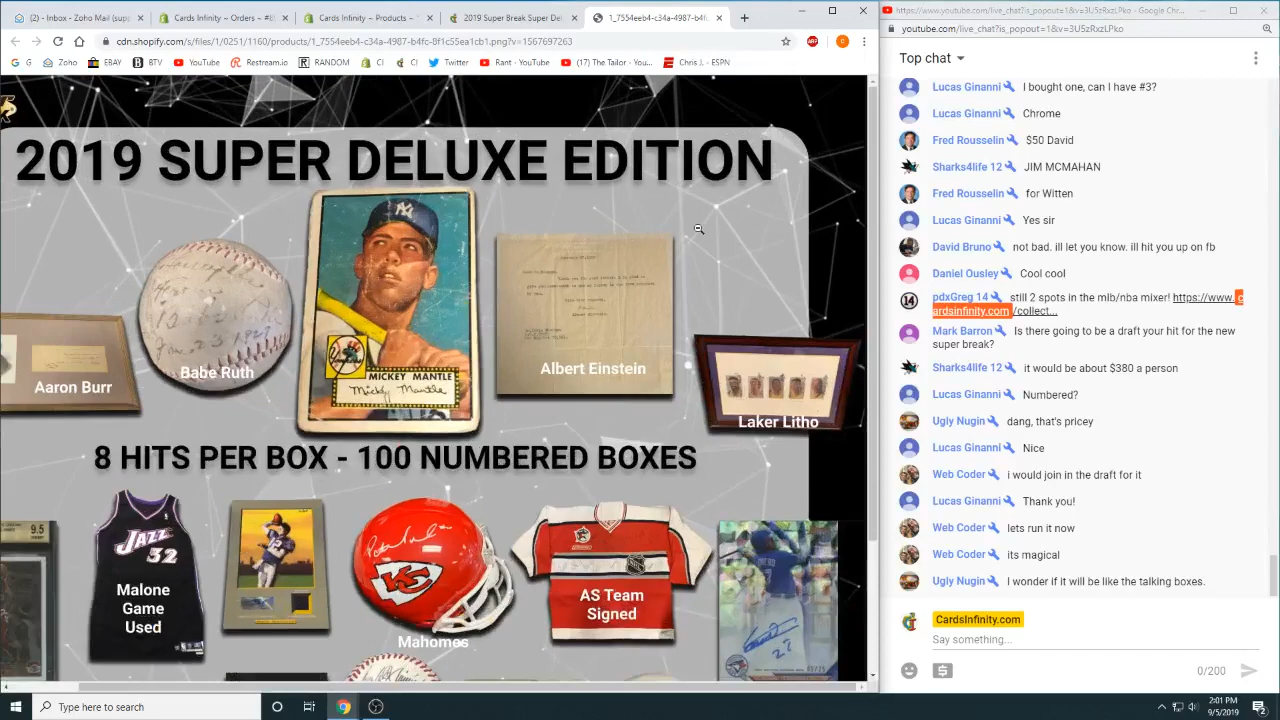 (2) - Inbox - Zoho Mail (supp
Cards Infinity - Orders - #8
Cards Infinity ~ Products ~
2019 Super Break Super Del
1_7554eeb4-c34a-4987-b4fc-
cdn.shopify.com/s/files/1/0251/1160/products/1_7554eeb4-c34a-4987-b4fc-8f1cf5ea1cb1.png?v=1567697263
G
Zoho
EBAY
BTV
YouTube
Restream.io
RANDOM
CI
CI
Twitter
Rant - YouTube
(17) The Tailor - You...
Chris J. - ESPN
2019 SUPER DELUXE EDITION
MICKEY MANTLE
Aaron Burr
Babe Ruth
Albert Einstein
Laker Litho
8 HITS PER BOX - 100 NUMBERED BOXES
9.5
JAZZ
32
Malone
Game
Used
Mahomes
KC
AS Team
Signed
https://www.youtube.com/live_chat?is_popout=1&v=3U5zRxzLPko - Google Chr...
youtube.com/live_chat?is_popout=1&v=3U5zRxzLPko
Top chat
Lucas Ginanni I bought one, can I have #3?
Lucas Ginanni Chrome
Fred Rousselin $50 David
Sharks4life 12 JIM MCMAHAN
Fred Rousselin for Witten
Lucas Ginanni Yes sir
David Bruno not bad. ill let you know. ill hit you up on fb
Daniel Ousley Cool cool
pdxGreg 14 still 2 spots in the mlb/nba mixer! https://www.c
ardsinfinity.com/collect...
Mark Barron Is there going to be a draft your hit for the new
super break?
Sharks4life 12 it would be about $380 a person
Lucas Ginanni Numbered?
Ugly Nugin dang, that's pricey
Lucas Ginanni Nice
Web Coder i would join in the draft for it
Lucas Ginanni Thank you!
Web Coder lets run it now
Web Coder its magical
Ugly Nugin I wonder if it will be like the talking boxes.
CardsInfinity.com
Say something...
0/200
Type here to search
2:01 PM
9/5/2019
2